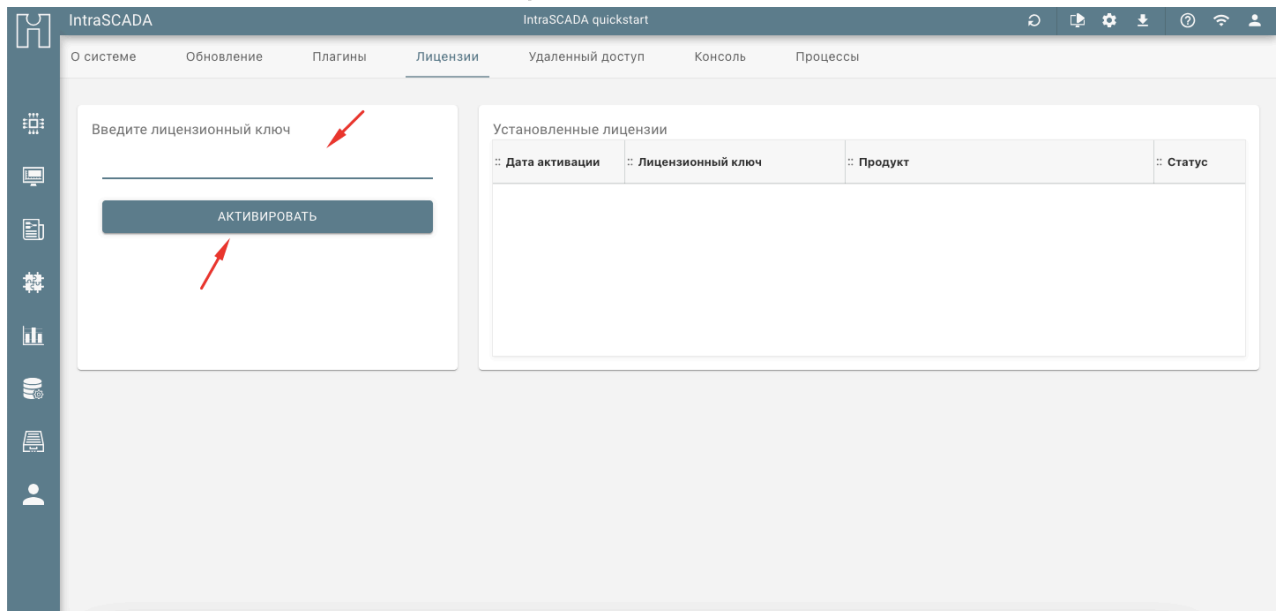 IntraSCADA
IntraSCADA quickstart
О системе
Обновление
Плагины
Лицензии
Удаленный доступ
Консоль
Процессы
Введите лицензионный ключ
АКТИВИРОВАТЬ
Установленные лицензии
:: Дата активации :: Лицензионный ключ :: Продукт :: Статус